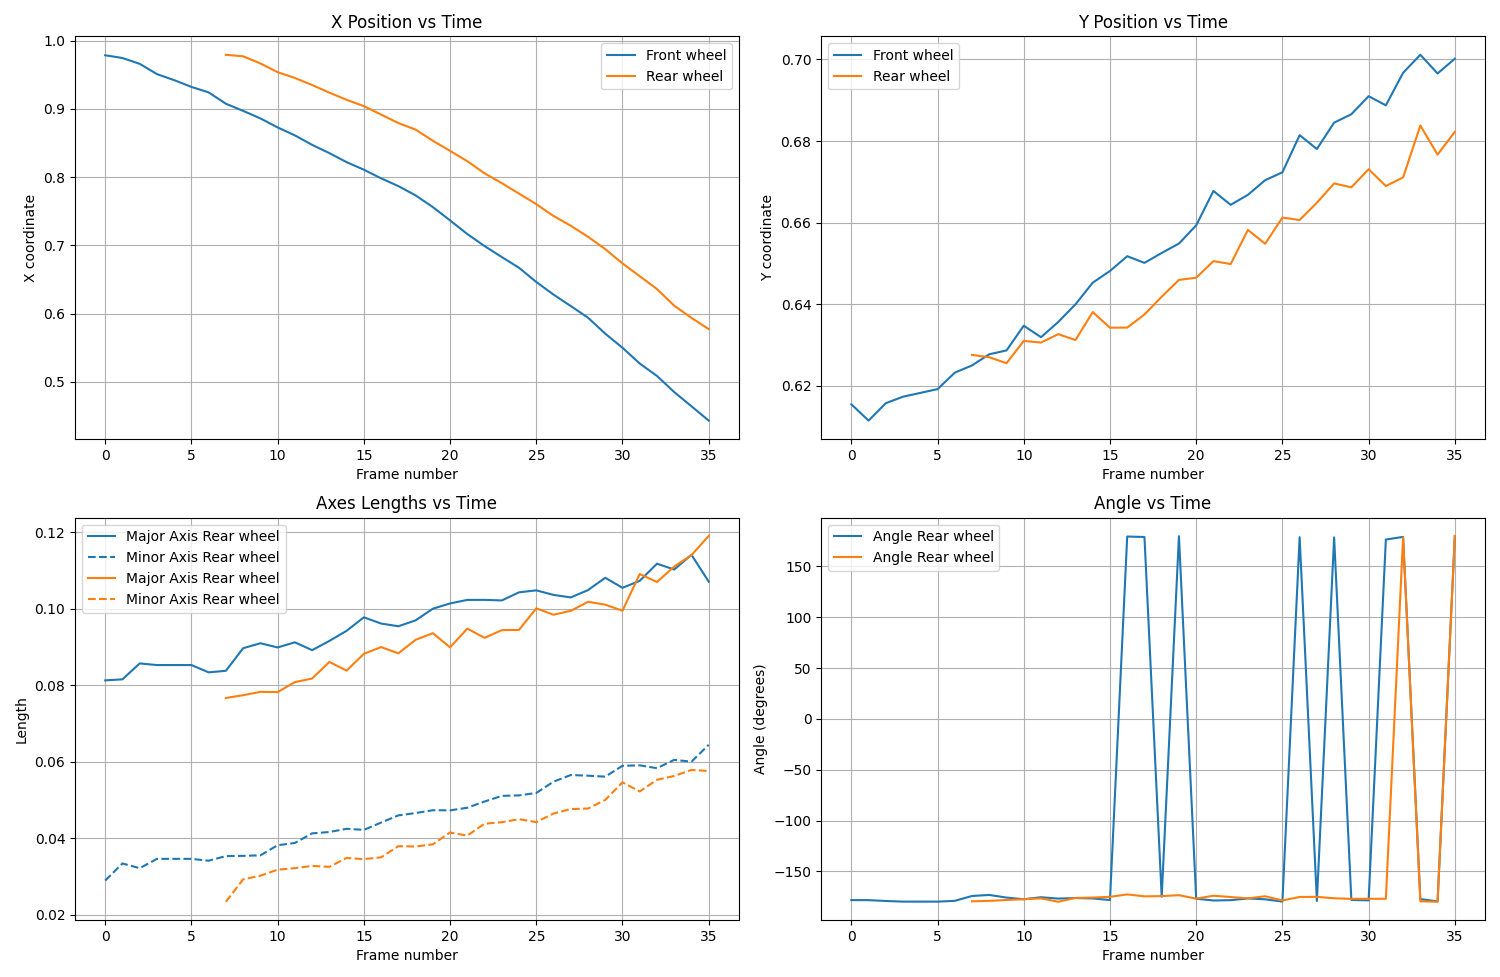 X Position vs Time
1.0
0.9
0.8
0.7
0.6
0.5
X coordinate
0 5 10 15 20 25 30 35
Frame number
Front wheel
Rear wheel
Y Position vs Time
0.70
0.68
0.66
0.64
0.62
Y coordinate
0 5 10 15 20 25 30 35
Frame number
Front wheel
Rear wheel
Axes Lengths vs Time
0.12
0.10
0.08
0.06
0.04
0.02
Length
0 5 10 15 20 25 30 35
Frame number
Major Axis Rear wheel
Minor Axis Rear wheel
Major Axis Rear wheel
Minor Axis Rear wheel
Angle vs Time
150
100
50
0
−50
−100
−150
Angle (degrees)
0 5 10 15 20 25 30 35
Frame number
Angle Rear wheel
Angle Rear wheel